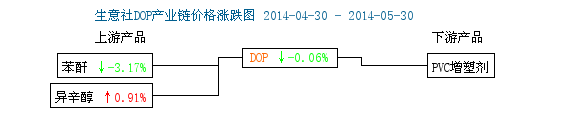 生意社DOP产业链价格涨跌图 2014-04-30 - 2014-05-30
上游产品
下游产品
苯酐 ↓-3.17%
DOP ↓-0.06%
PVC增塑剂
异辛醇 ↑0.91%